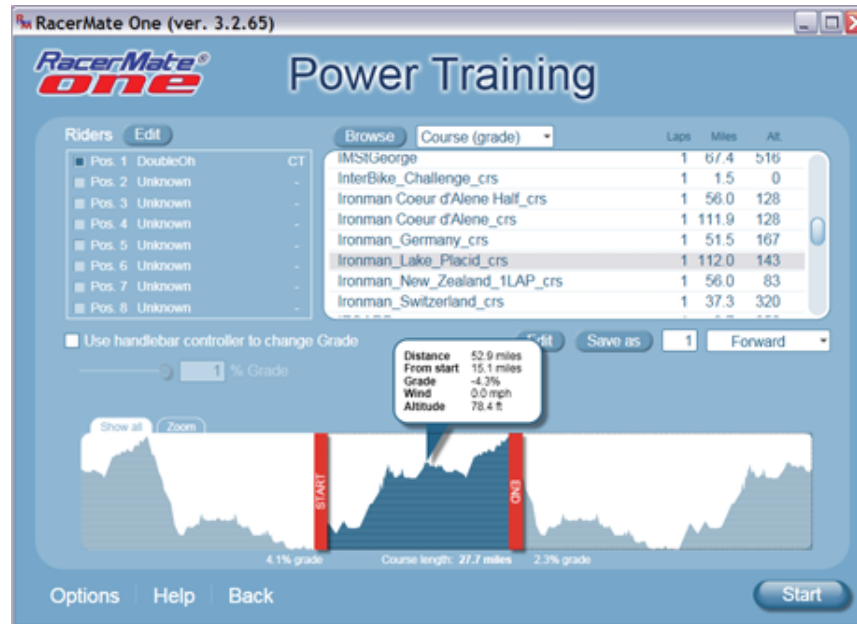 RacerMate One (ver. 3.2.65)
RacerMate®
one
Power Training
Riders Edit
Browse Course (grade) Laps Miles Alt.
Pos. 1 DoubleOh CT
Pos. 2 Unknown -
Pos. 3 Unknown -
Pos. 4 Unknown -
Pos. 5 Unknown -
Pos. 6 Unknown -
Pos. 7 Unknown -
Pos. 8 Unknown -
IMStGeorge 1 67.4 516
InterBike_Challenge_crs 1 1.5 0
Ironman Coeur d'Alene Half_crs 1 56.0 128
Ironman Coeur d'Alene_crs 1 111.9 128
Ironman_Germany_crs 1 51.5 167
Ironman_Lake_Placid_crs 1 112.0 143
Ironman_New_Zealand_1LAP_crs 1 56.0 83
Ironman_Switzerland_crs 1 37.3 320
Use handlebar controller to change Grade
Edit Save as 1 Forward
1 % Grade
Distance 52.9 miles
From start 15.1 miles
Grade -4.3%
Wind 0.0 mph
Altitude 78.4 ft
Show all Zoom
START
END
4.1% grade Course length: 27.7 miles 2.3% grade
Options Help Back
Start